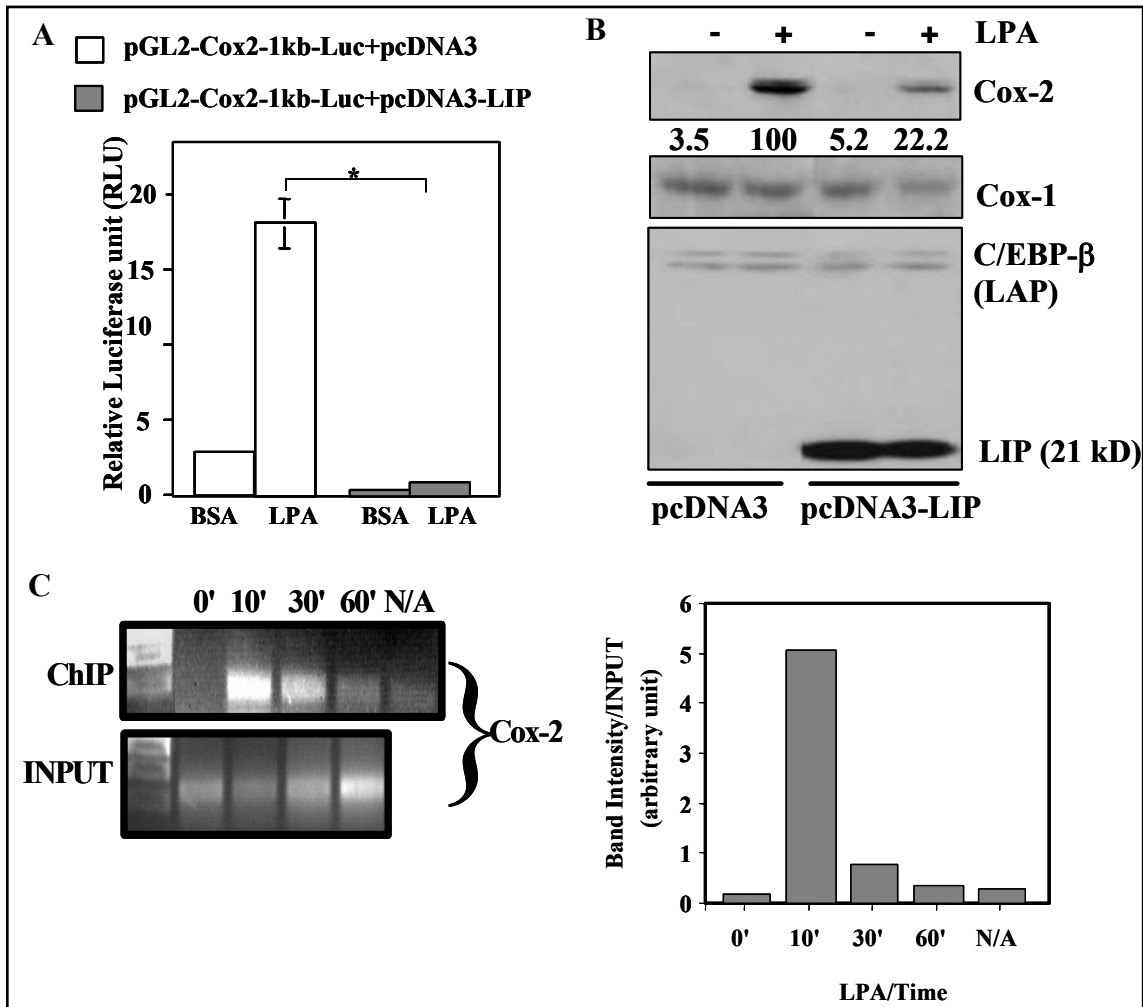 A
pGL2-Cox2-1kb-Luc+pcDNA3
pGL2-Cox2-1kb-Luc+pcDNA3-LIP
Relative Luciferase unit (RLU)
20
15
10
5
0
*
BSA LPA BSA LPA
B
- + - + LPA
Cox-2
3.5 100 5.2 22.2
Cox-1
C/EBP-β
(LAP)
LIP (21 kD)
pcDNA3 pcDNA3-LIP
C
0' 10' 30' 60' N/A
ChIP
INPUT
Cox-2
Band Intensity/INPUT
(arbitrary unit)
6
5
4
3
2
1
0
0' 10' 30' 60' N/A
LPA/Time